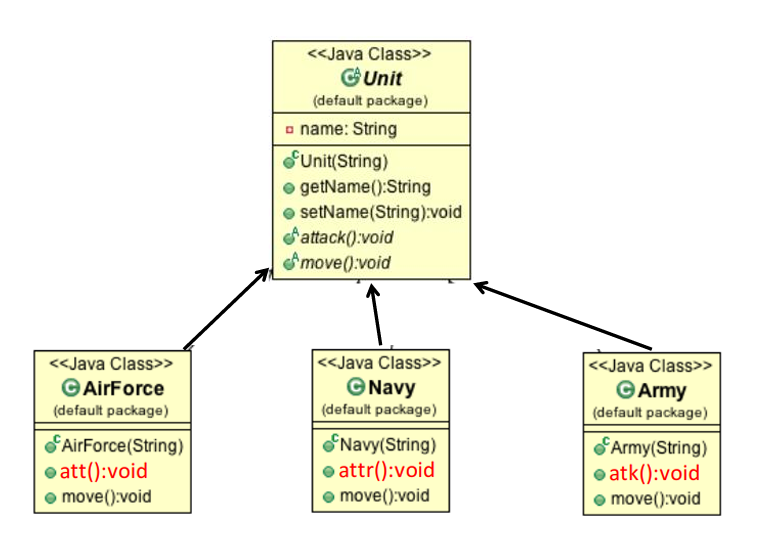 <<Java Class>>
Unit
(default package)
name: String
Unit(String)
getName():String
setName(String):void
attack():void
move():void
<<Java Class>>
AirForce
(default package)
AirForce(String)
att():void
move():void
<<Java Class>>
Navy
(default package)
Navy(String)
attr():void
move():void
<<Java Class>>
Army
(default package)
Army(String)
atk():void
move():void